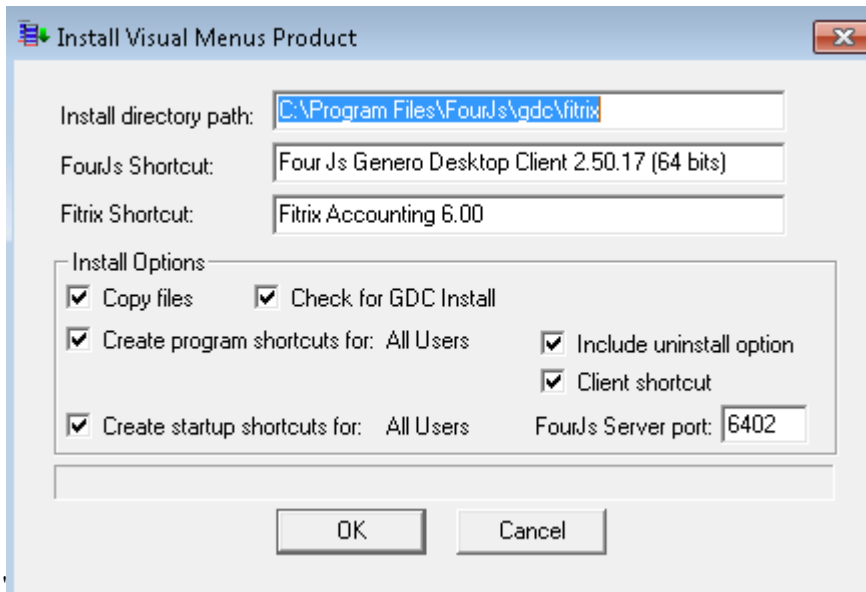 Install Visual Menus Product
Install directory path: C:\Program Files\FourJs\gdc\fitrix
FourJs Shortcut: Four Js Genero Desktop Client 2.50.17 (64 bits)
Fitrix Shortcut: Fitrix Accounting 6.00
Install Options
Copy files Check for GDC Install
Create program shortcuts for: All Users Include uninstall option
Client shortcut
Create startup shortcuts for: All Users FourJs Server port: 6402
OK Cancel